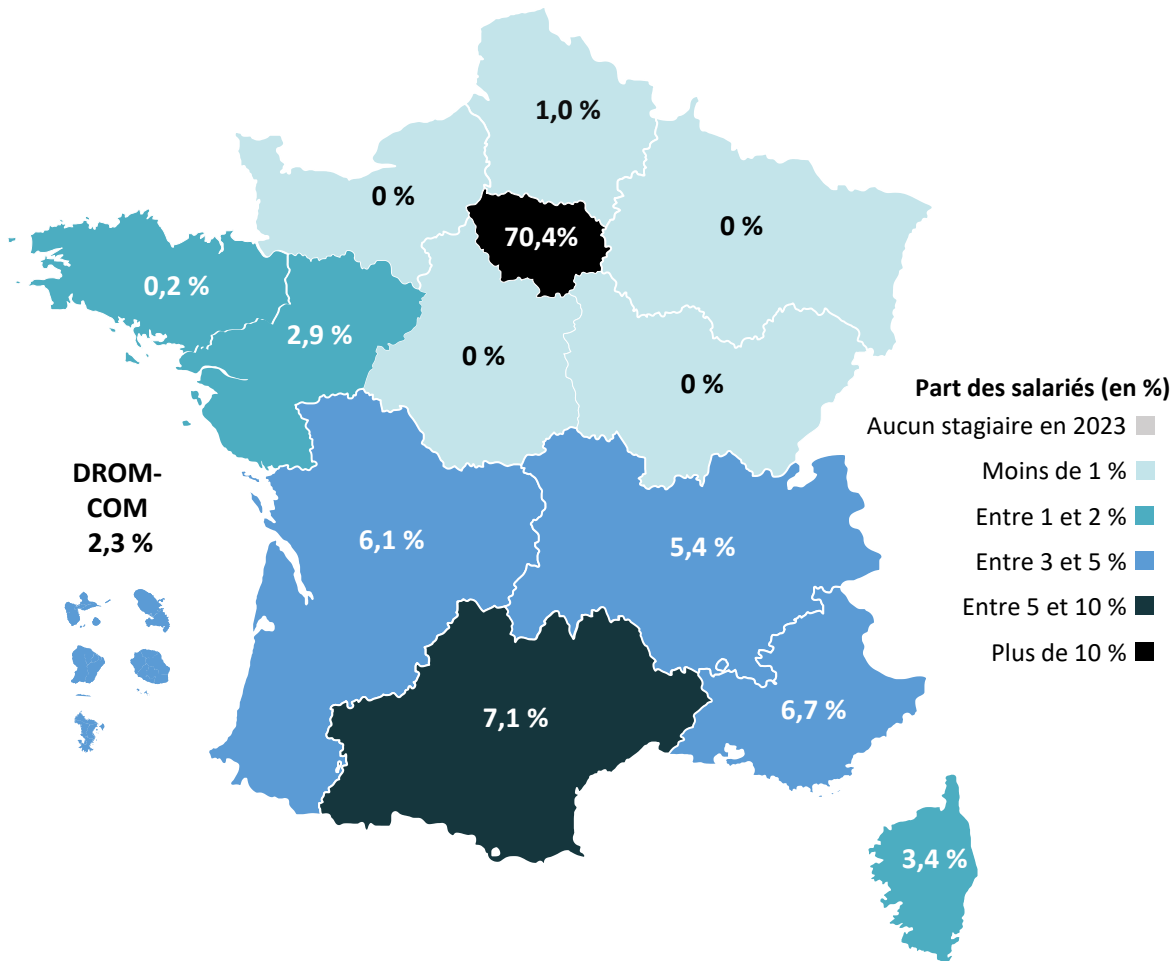 1,0 %
0 %
70,4%
0 %
0,2 %
2,9 %
0 %
0 %
Part des salariés (en %)
Aucun stagiaire en 2023
Moins de 1 %
Entre 1 et 2 %
Entre 3 et 5 %
Entre 5 et 10 %
Plus de 10 %
DROM-
COM
2,3 %
6,1 %
5,4 %
7,1 %
6,7 %
3,4 %